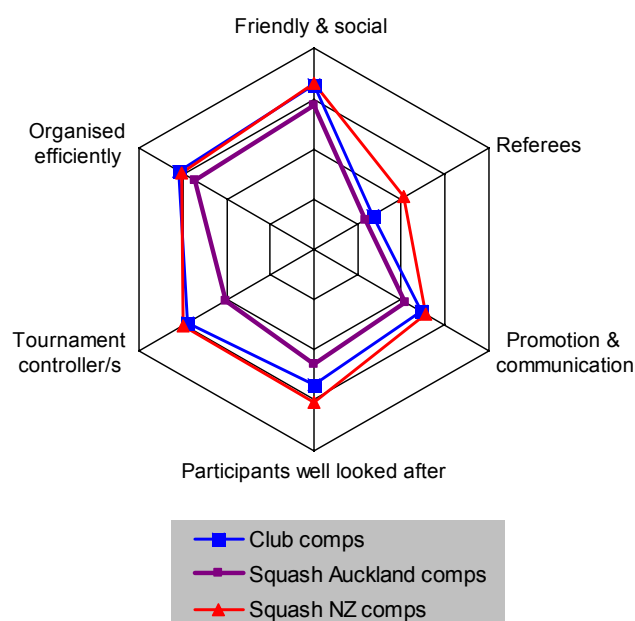 Friendly & social
Organised
efficiently
Referees
Tournament
controller/s
Promotion &
communication
Participants well looked after
Club comps
Squash Auckland comps
Squash NZ comps